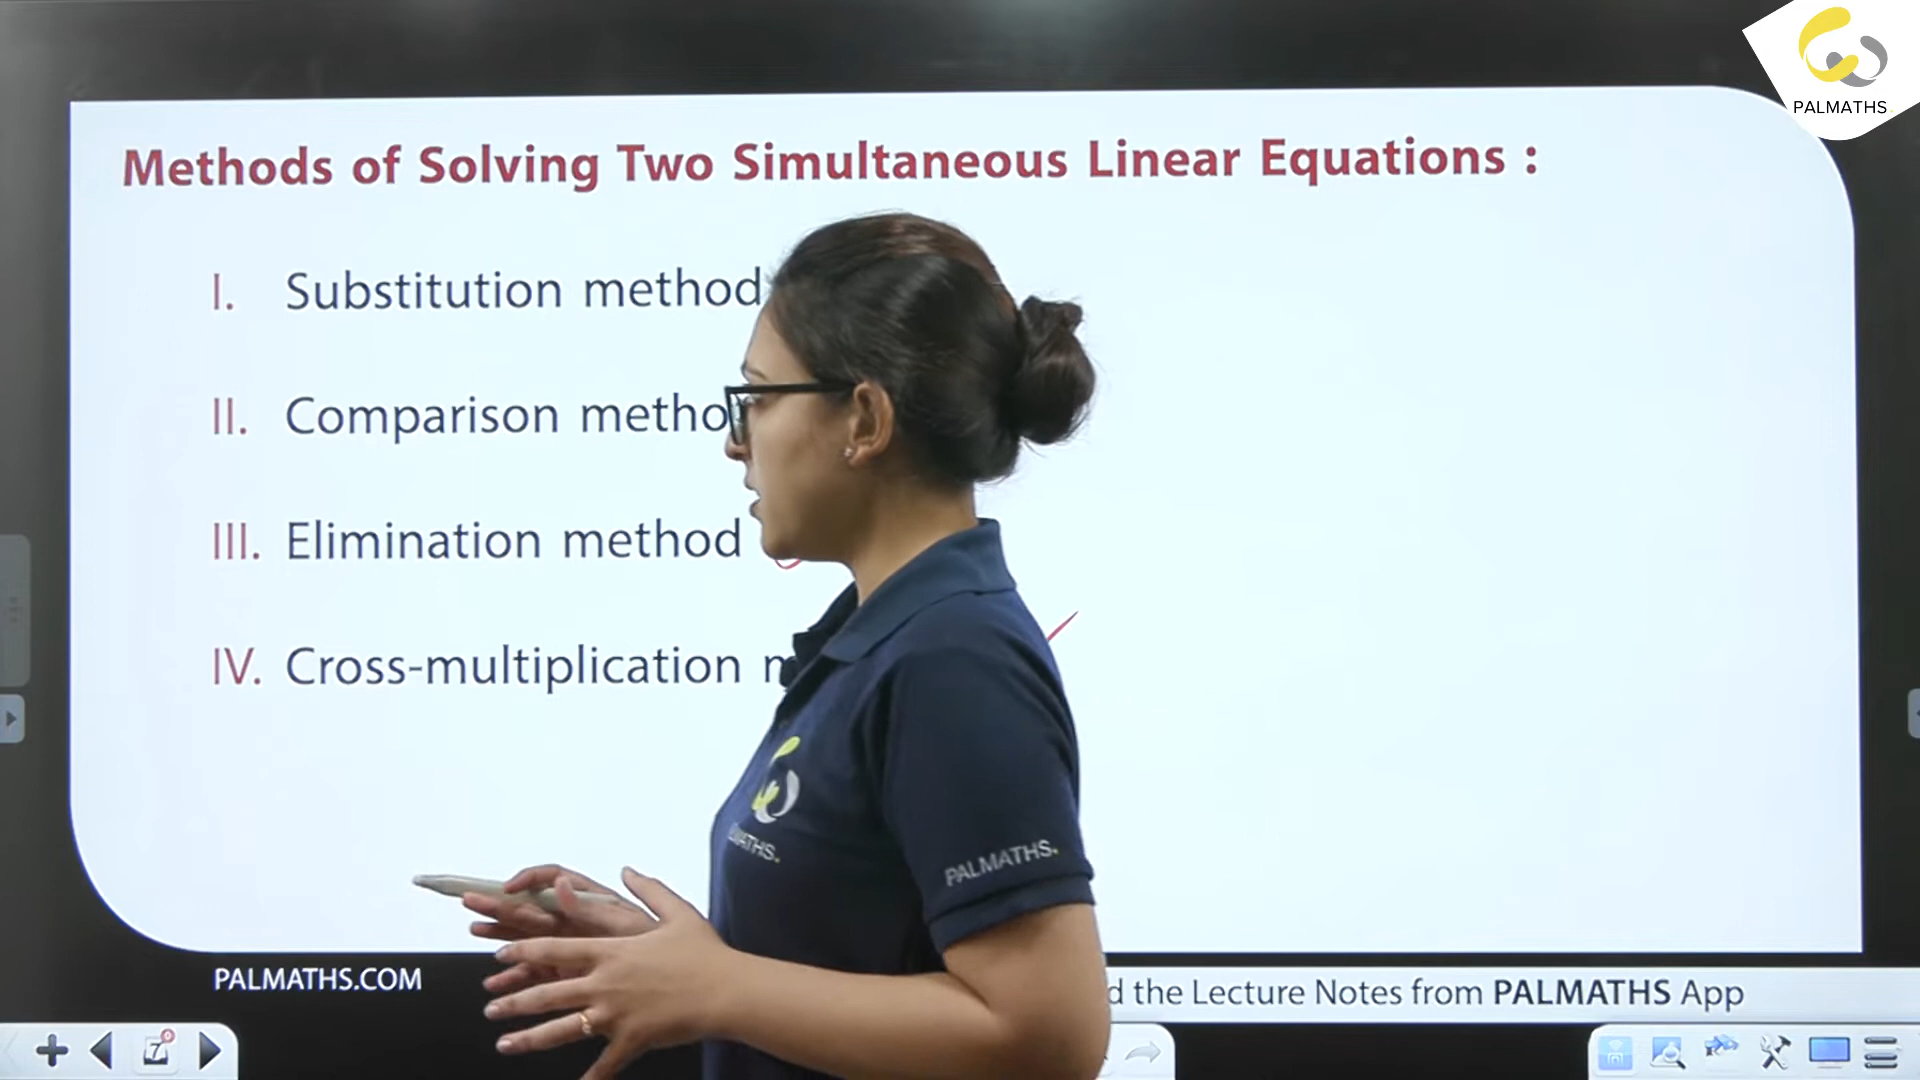 PALMATHS.
Methods of Solving Two Simultaneous Linear Equations :
I. Substitution method
II. Comparison
III. Elimination method
IV. Cross-multiplication
PALMATHS.
PALMATHS.COM
the Lecture Notes from PALMATHS App
7